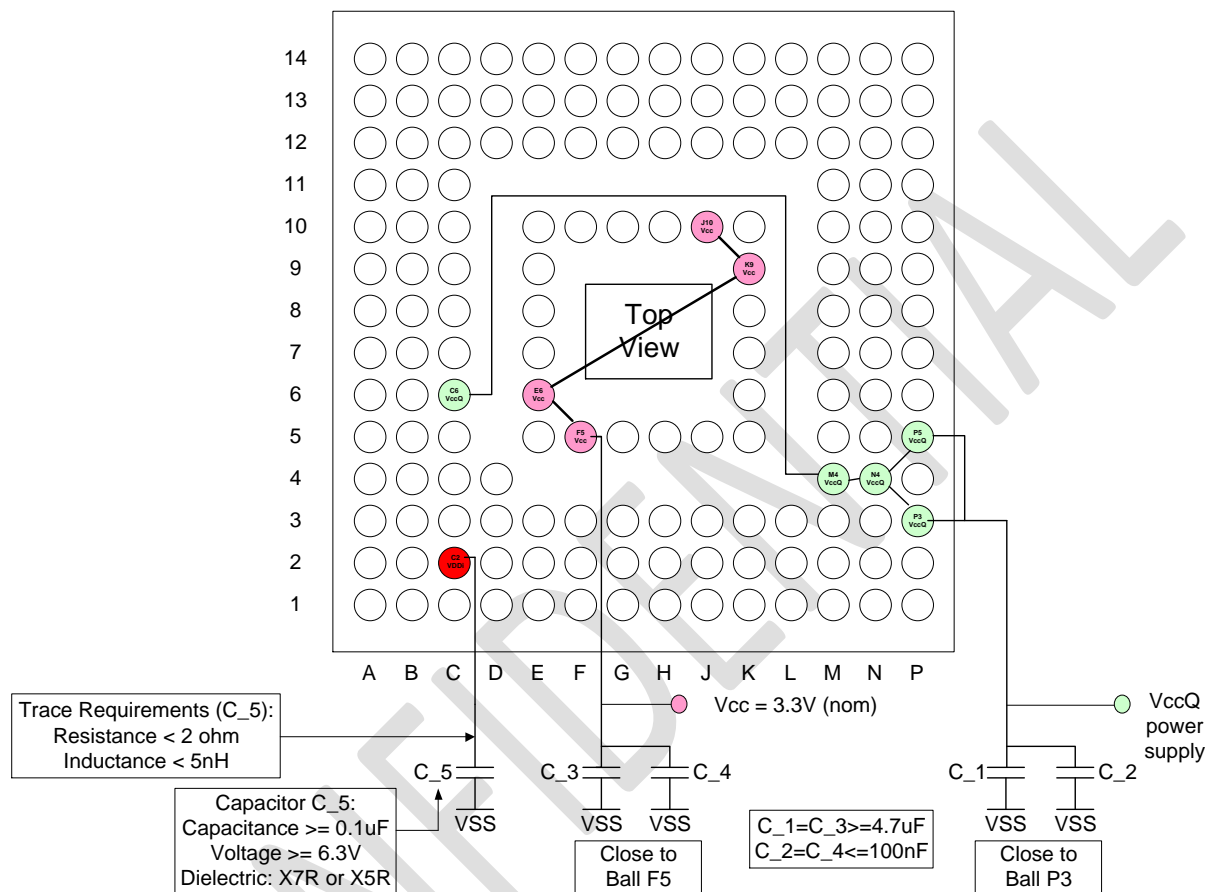 14
13
12
11
10
9
8
7
6
5
4
3
2
1
J10
Vcc
K9
Vcc
Top
View
C6
VccQ
E6
Vcc
F5
Vcc
P5
VccQ
M4
VccQ
N4
VccQ
P3
VccQ
C2
VDDi
A B C D E F G H J K L M N P
Trace Requirements (C_5):
Resistance < 2 ohm
Inductance < 5nH
Vcc = 3.3V (nom)
VccQ
power
supply
C_5
C_3
C_4
C_1
C_2
Capacitor C_5:
Capacitance >= 0.1uF
Voltage >= 6.3V
Dielectric: X7R or X5R
VSS
VSS
VSS
VSS
VSS
C_1=C_3>=4.7uF
C_2=C_4<=100nF
Close to
Ball F5
Close to
Ball P3
NFIDENTIAL